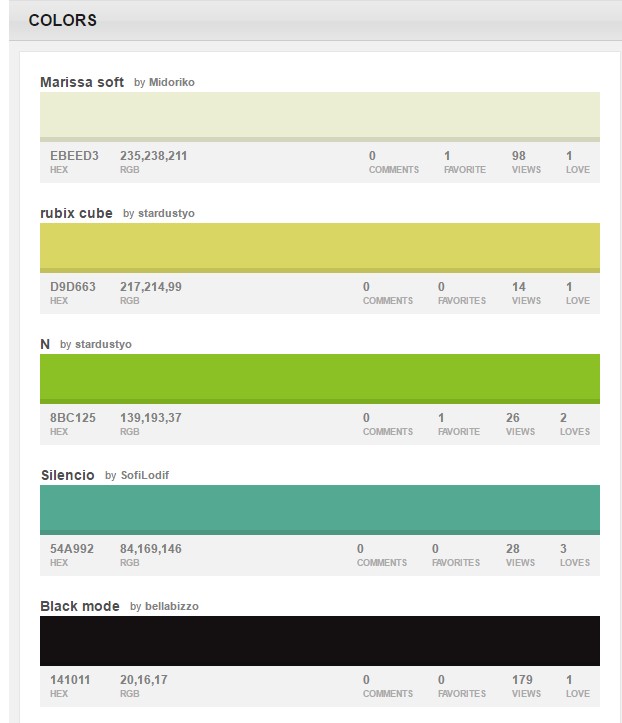 COLORS
Marissa soft by Midoriko
EBEED3 235,238,211 0 1 98 1
HEX RGB COMMENTS FAVORITE VIEWS LOVE
rubix cube by stardustyo
D9D663 217,214,99 0 0 14 1
HEX RGB COMMENTS FAVORITES VIEWS LOVE
N by stardustyo
8BC125 139,193,37 0 1 26 2
HEX RGB COMMENTS FAVORITE VIEWS LOVES
Silencio by SofiLodif
54A992 84,169,146 0 0 28 3
HEX RGB COMMENTS FAVORITES VIEWS LOVES
Black mode by bellabizzo
141011 20,16,17 0 0 179 1
HEX RGB COMMENTS FAVORITES VIEWS LOVE